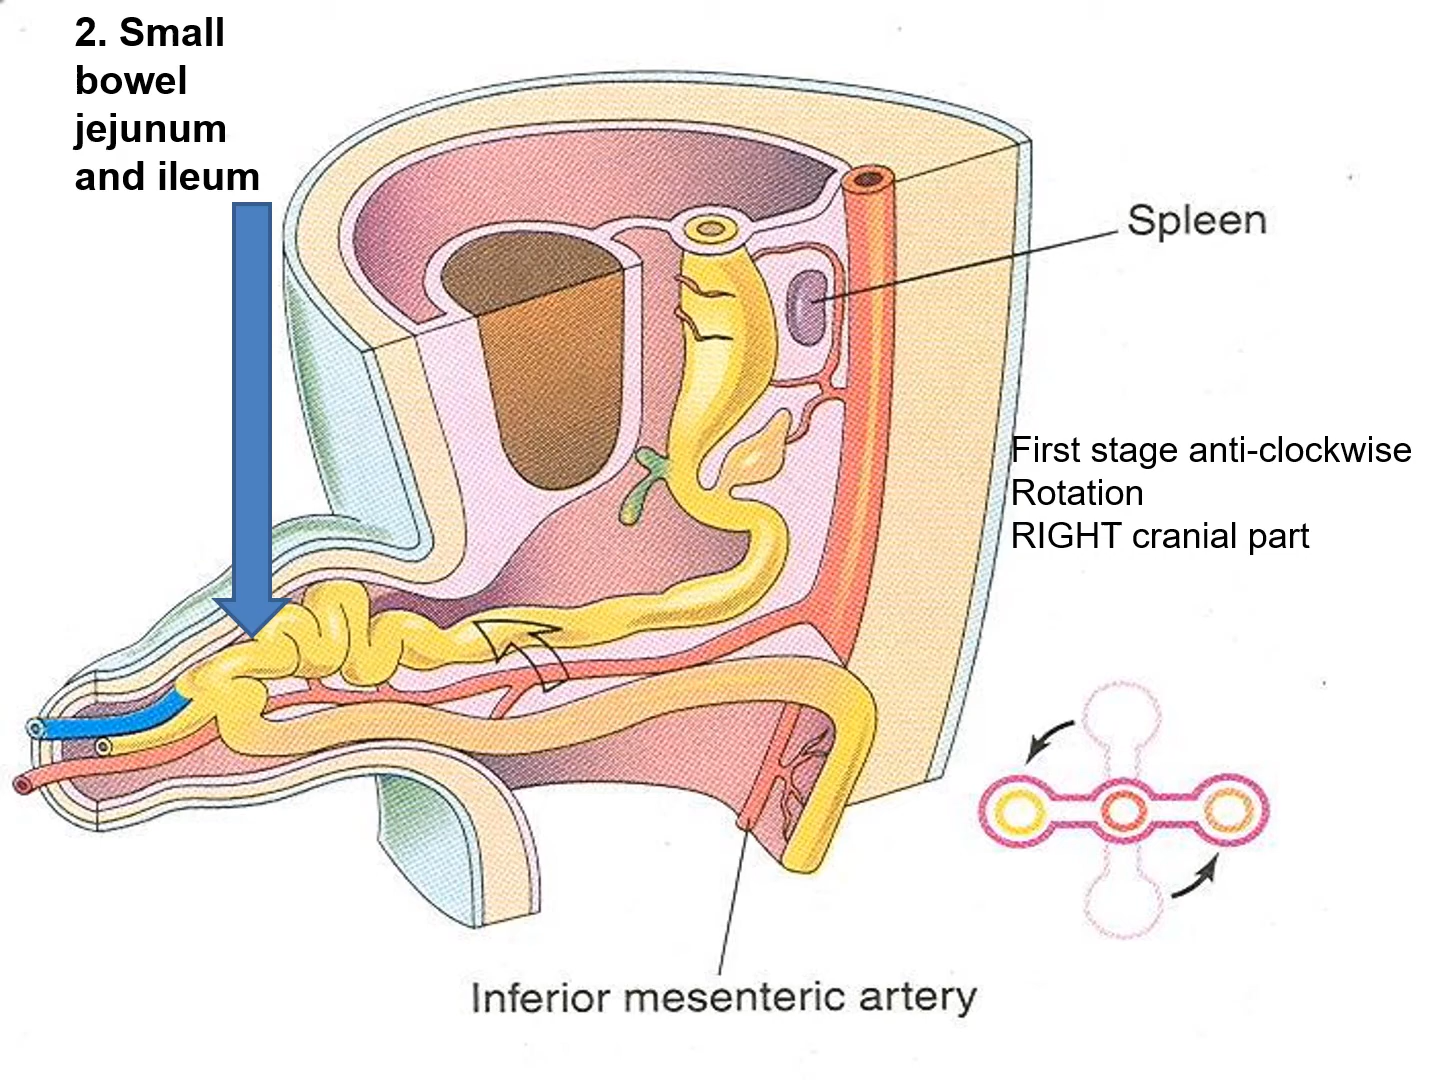 2. Small
bowel
jejunum
and ileum
Spleen
First stage anti-clockwise
Rotation
RIGHT cranial part
Inferior mesenteric artery